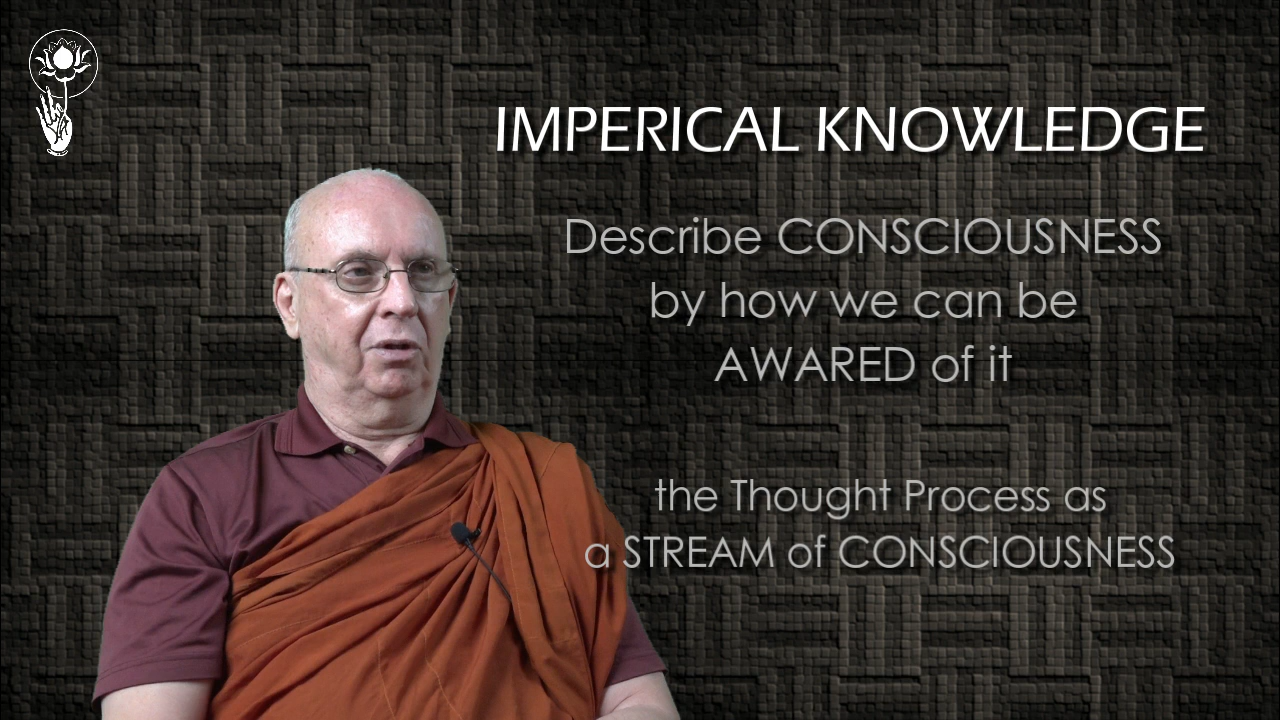 IMPERICAL KNOWLEDGE
Describe CONSCIOUSNESS
by how we can be
AWARED of it
the Thought Process as
a STREAM of CONSCIOUSNESS